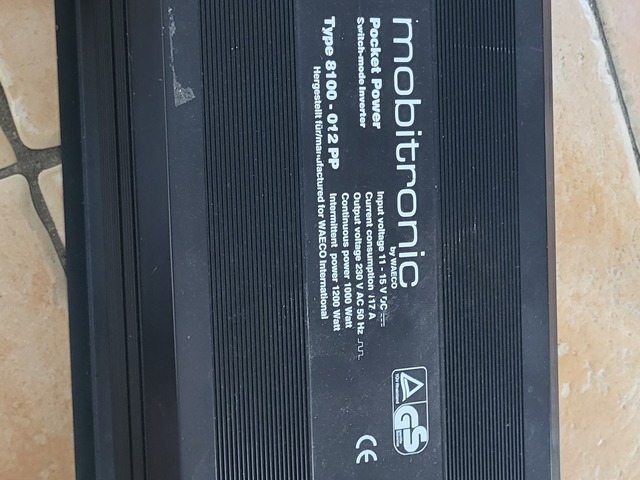 mobitronic
by WAECO
Pocket Power
Switch-mode Inverter
Type 8100 - 012 PP
Hergestellt für/manufactured for WAECO International
Input voltage 11 - 15 V DC
Current consumption 117 A
Output voltage 230 V AC 50 Hz
Continuous power 1000 Watt
Intermittent power 1200 Watt
GS
CE